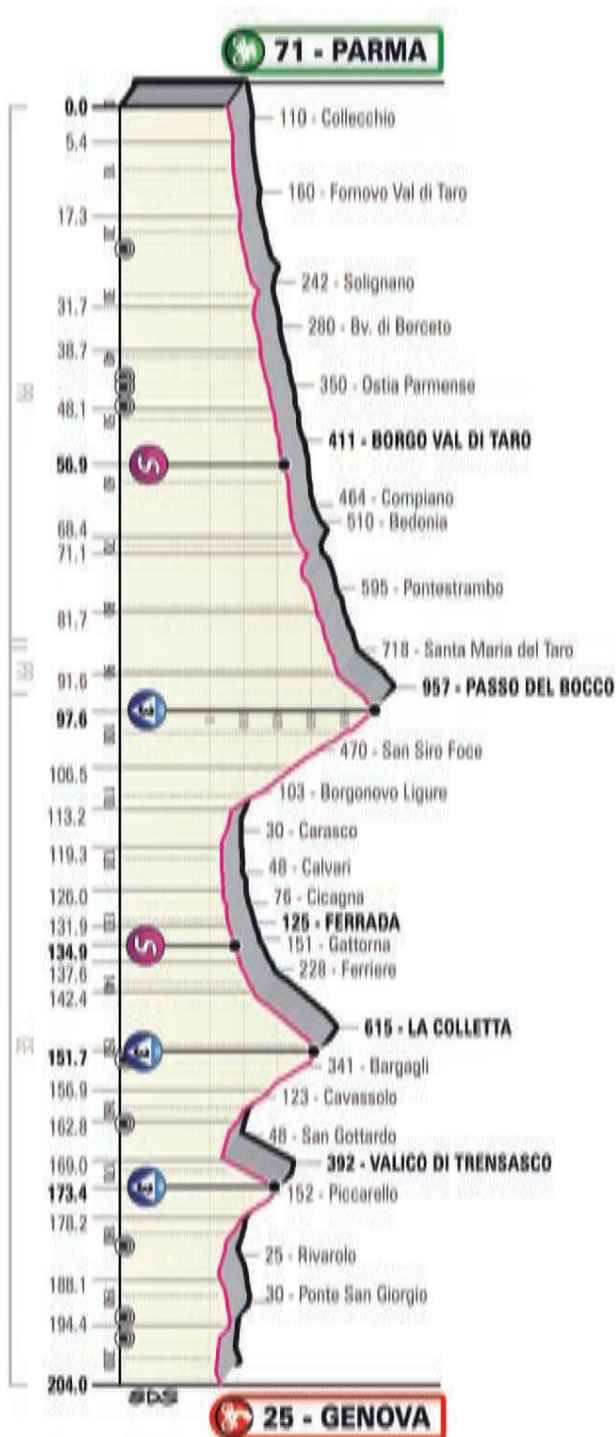 71 - PARMA
0.0
110 - Collecchio
5.4
160 - Fornovo Val di Taro
17.3
242 - Solignano
31.7
280 - Bv. di Berceto
38.7
350 - Ostia Parmense
48.1
411 - BORGO VAL DI TARO
56.9
S
464 - Compiano
510 - Bedonia
68.4
71.1
595 - Pontestrambo
81.7
718 - Santa Maria del Taro
91.6
957 - PASSO DEL BOCCO
97.6
3
470 - San Siro Foce
106.5
103 - Borgonovo Ligure
113.2
30 - Carasco
119.3
48 - Calvari
126.0
76 - Cicagna
131.9
125 - FERRADA
134.9
S
151 - Gattorna
137.6
228 - Ferriere
142.4
615 - LA COLLETTA
151.7
3
341 - Bargagli
156.9
123 - Cavassolo
162.8
48 - San Gottardo
169.0
392 - VALICO DI TRENSASCO
173.4
3
152 - Piccarello
178.2
25 - Rivarolo
188.1
30 - Ponte San Giorgio
194.4
204.0
SDS
25 - GENOVA